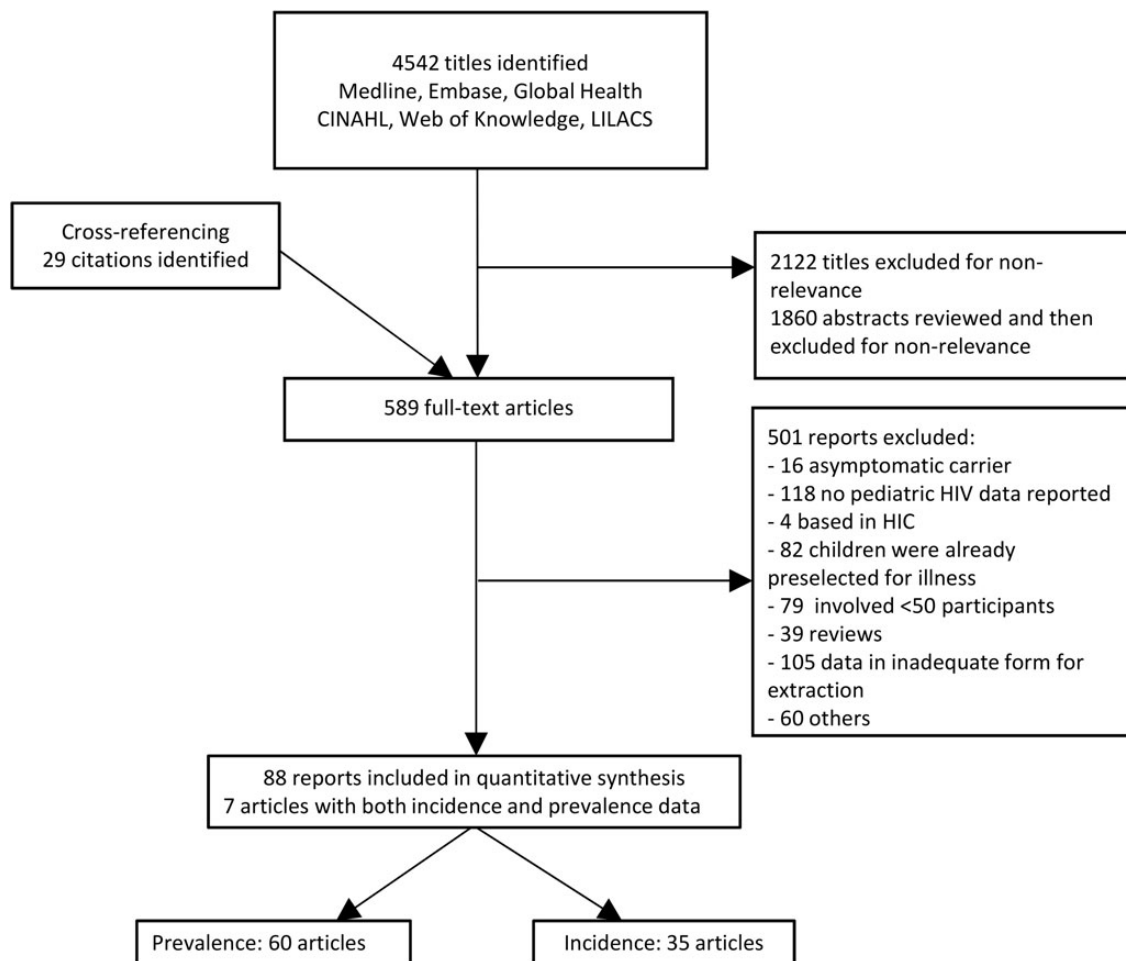 4542 titles identified
Medline, Embase, Global Health
CINAHL, Web of Knowledge, LILACS
Cross-referencing
29 citations identified
2122 titles excluded for non-
relevance
1860 abstracts reviewed and then
excluded for non-relevance
589 full-text articles
501 reports excluded:
- 16 asymptomatic carrier
- 118 no pediatric HIV data reported
- 4 based in HIC
- 82 children were already
preselected for illness
- 79 involved <50 participants
- 39 reviews
- 105 data in inadequate form for
extraction
- 60 others
88 reports included in quantitative synthesis
7 articles with both incidence and prevalence data
Prevalence: 60 articles
Incidence: 35 articles